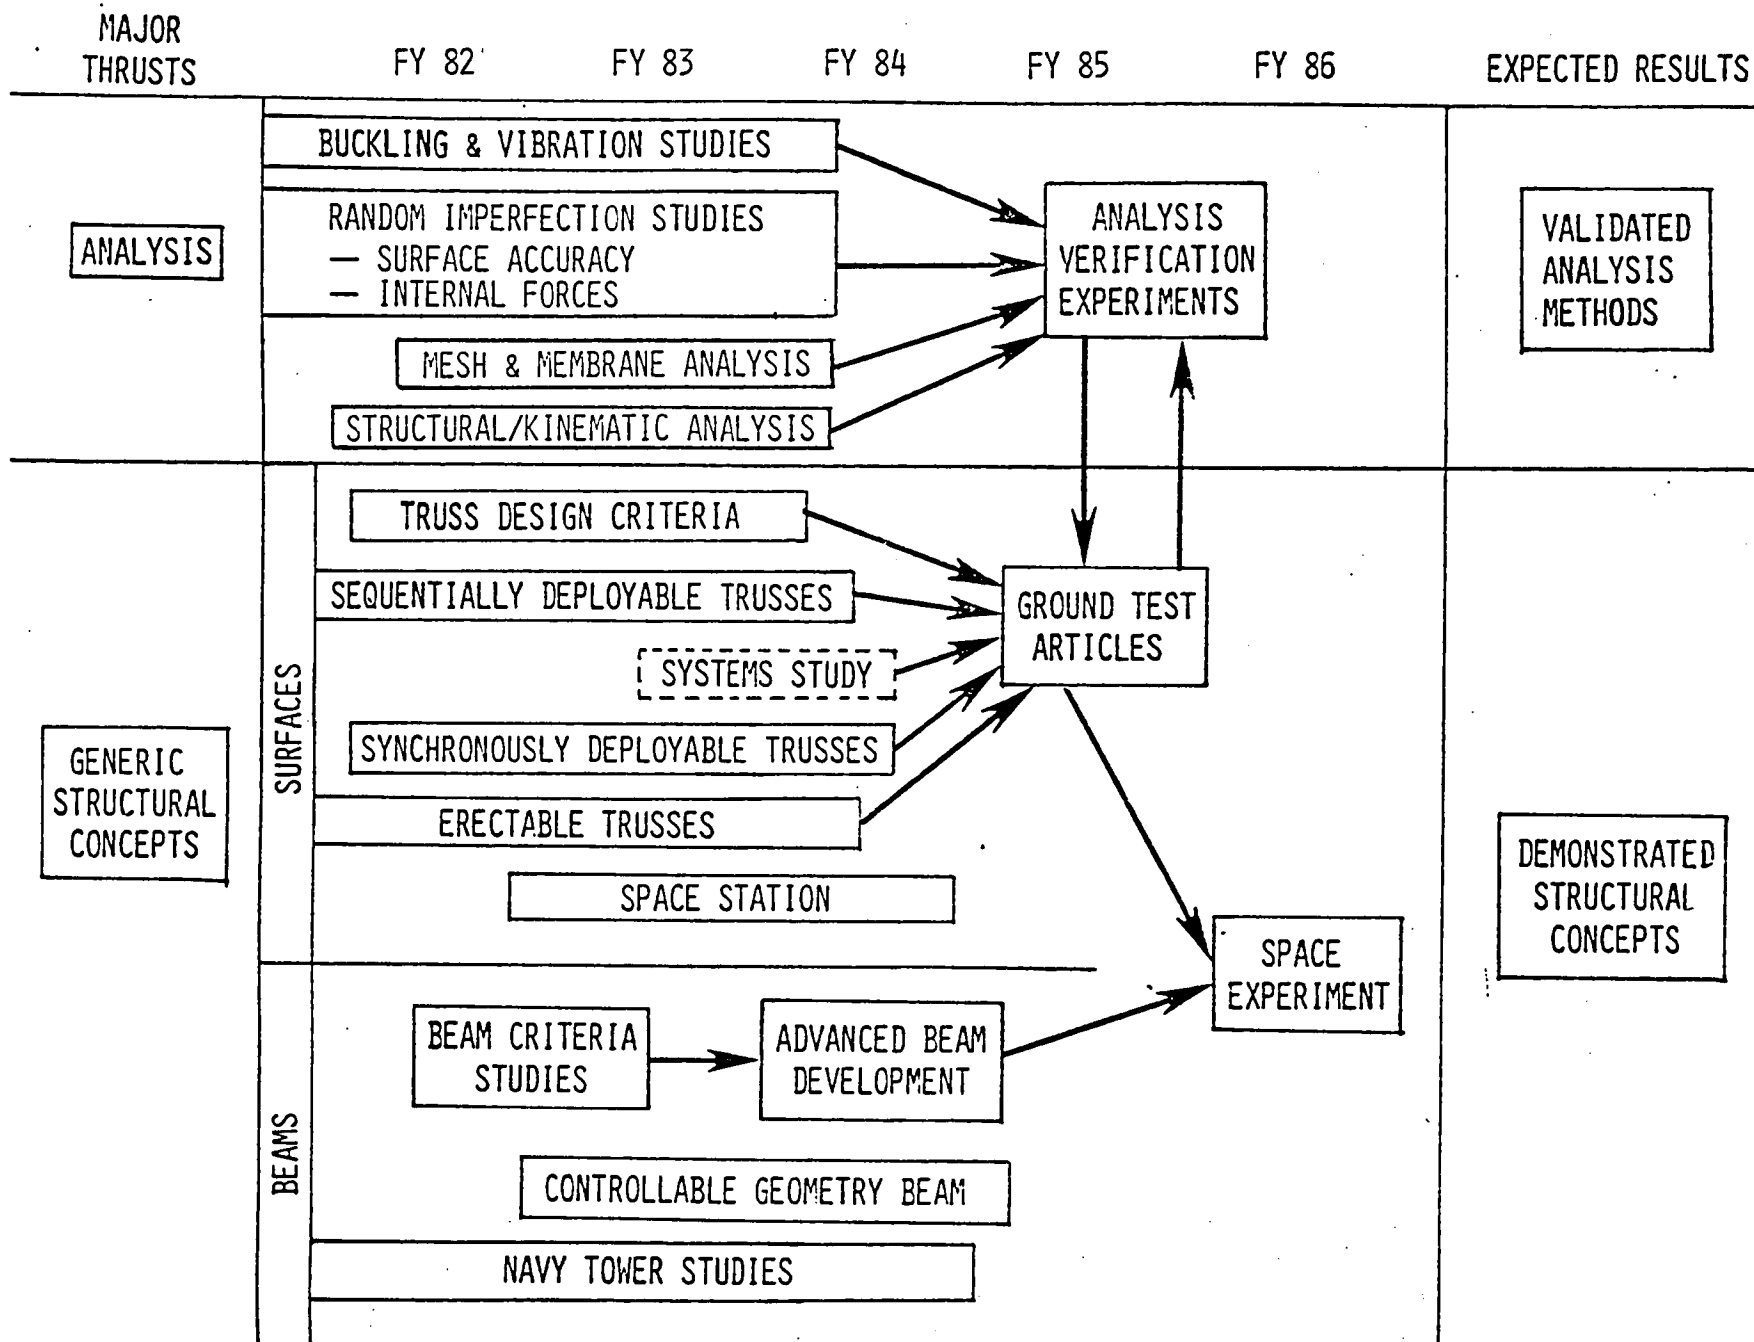 MAJOR
THRUSTS
FY 82
FY 83
FY 84
FY 85
FY 86
EXPECTED RESULTS
ANALYSIS
BUCKLING & VIBRATION STUDIES
RANDOM IMPERFECTION STUDIES
— SURFACE ACCURACY
— INTERNAL FORCES
MESH & MEMBRANE ANALYSIS
STRUCTURAL/KINEMATIC ANALYSIS
ANALYSIS
VERIFICATION
EXPERIMENTS
VALIDATED
ANALYSIS
METHODS
GENERIC
STRUCTURAL
CONCEPTS
SURFACES
TRUSS DESIGN CRITERIA
SEQUENTIALLY DEPLOYABLE TRUSSES
SYSTEMS STUDY
SYNCHRONOUSLY DEPLOYABLE TRUSSES
ERECTABLE TRUSSES
SPACE STATION
GROUND TEST
ARTICLES
BEAMS
BEAM CRITERIA
STUDIES
ADVANCED BEAM
DEVELOPMENT
CONTROLLABLE GEOMETRY BEAM
NAVY TOWER STUDIES
SPACE
EXPERIMENT
DEMONSTRATED
STRUCTURAL
CONCEPTS